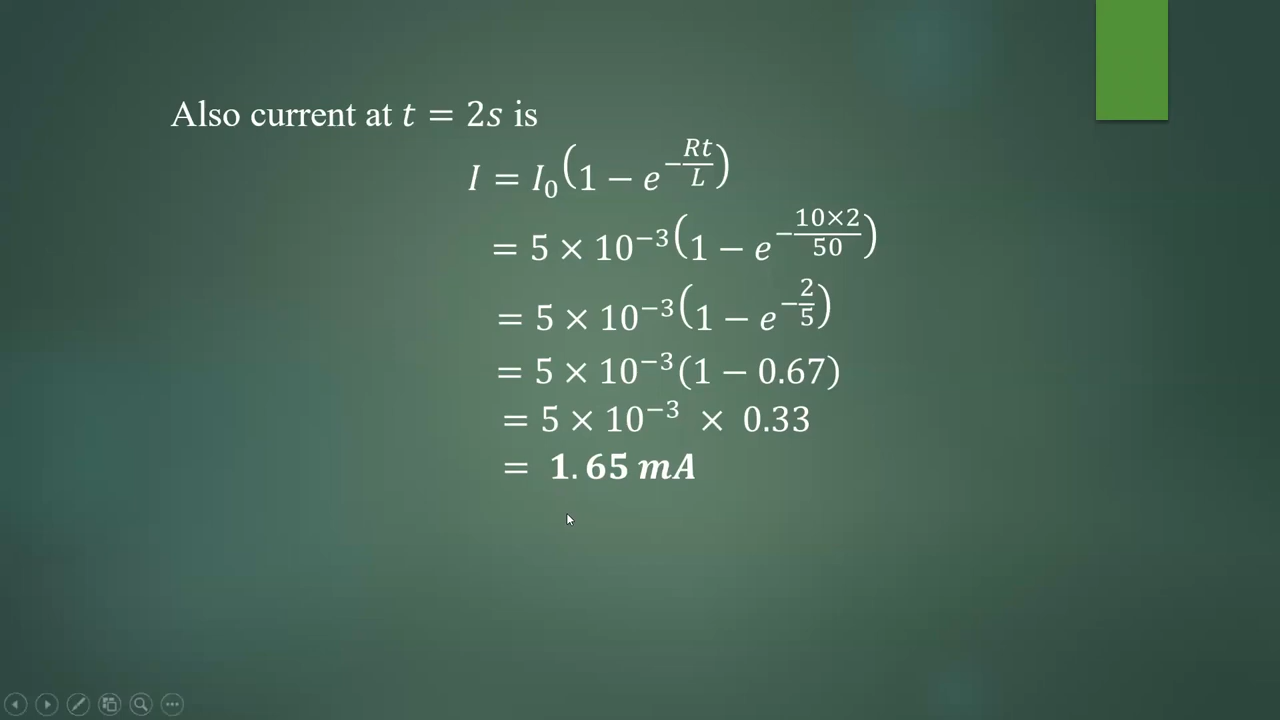 Also current at t = 2s is
I = I₀(1 − e^(−Rt/L))
= 5 × 10⁻³(1 − e^(−10×2/50))
= 5 × 10⁻³(1 − e^(−2/5))
= 5 × 10⁻³(1 − 0.67)
= 5 × 10⁻³ × 0.33
= 1.65 mA